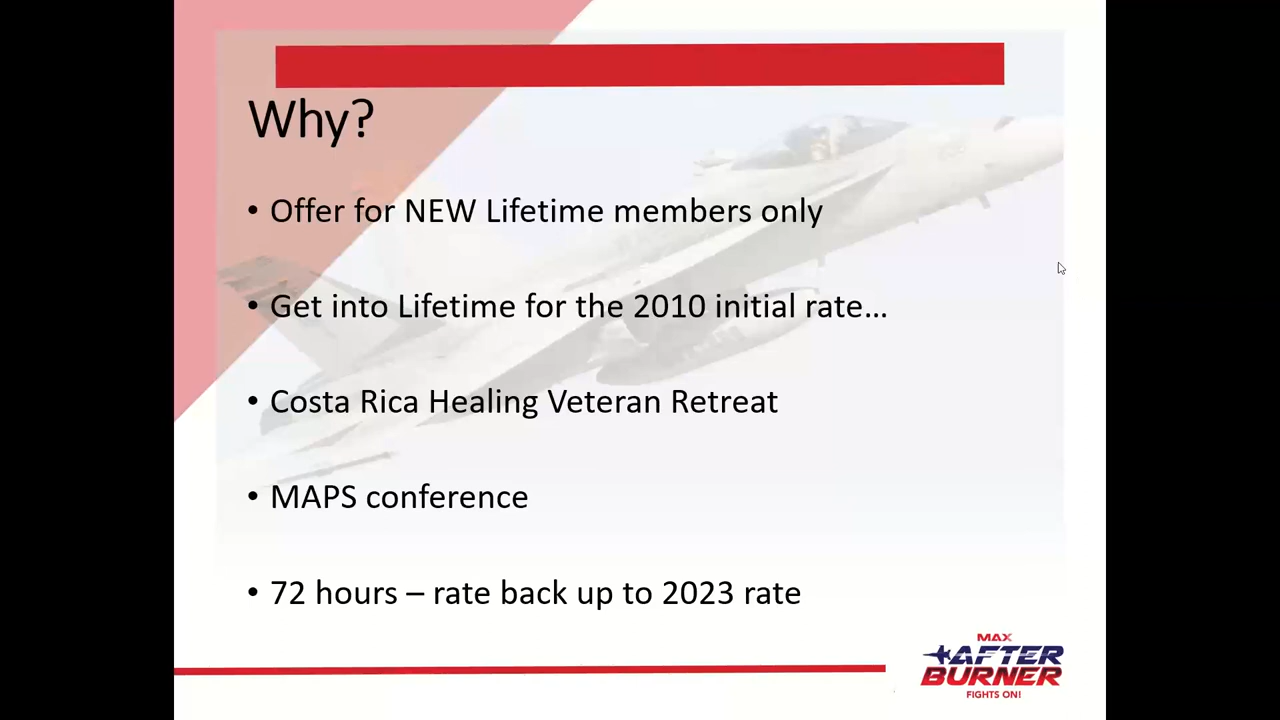 Why?
• Offer for NEW Lifetime members only
• Get into Lifetime for the 2010 initial rate…
• Costa Rica Healing Veteran Retreat
• MAPS conference
• 72 hours – rate back up to 2023 rate
MAX
AFTER
BURNER
FIGHTS ON!